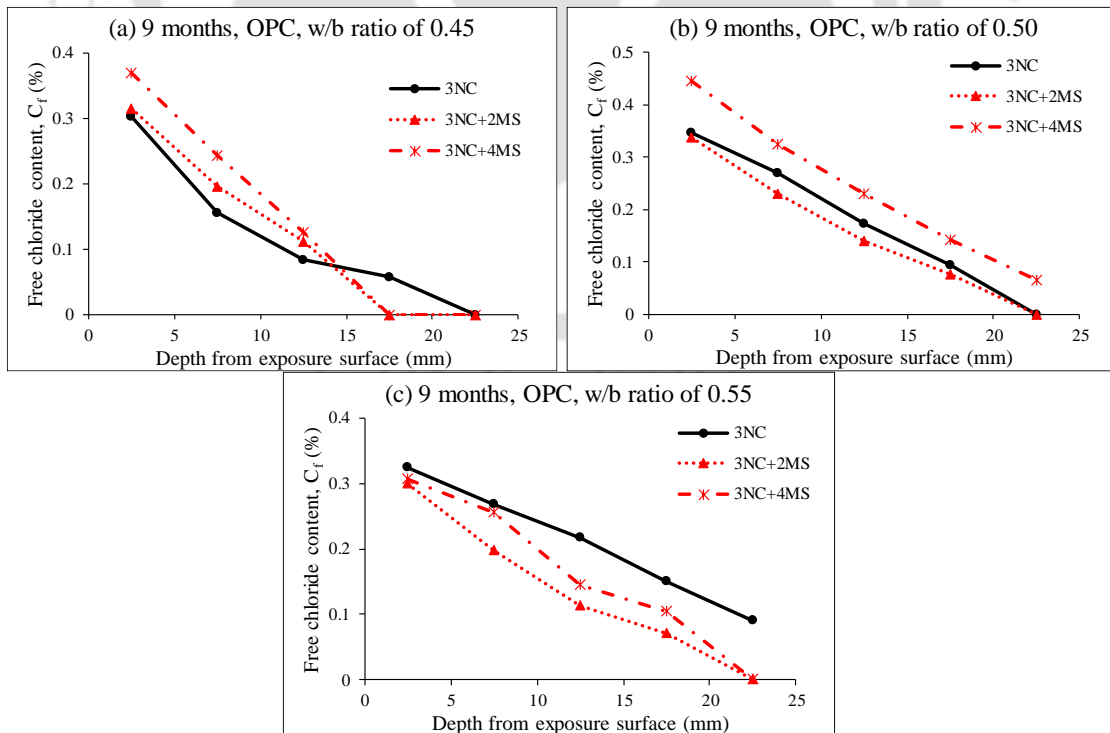 (a) 9 months, OPC, w/b ratio of 0.45
0.4
0.3
0.2
0.1
0
Free chloride content, C_f (%)
3NC
3NC+2MS
3NC+4MS
0 5 10 15 20 25
Depth from exposure surface (mm)
(b) 9 months, OPC, w/b ratio of 0.50
0.5
0.4
0.3
0.2
0.1
0
Free chloride content, C_f (%)
3NC
3NC+2MS
3NC+4MS
0 5 10 15 20 25
Depth from exposure surface (mm)
(c) 9 months, OPC, w/b ratio of 0.55
0.4
0.3
0.2
0.1
0
Free chloride content, C_f (%)
3NC
3NC+2MS
3NC+4MS
0 5 10 15 20 25
Depth from exposure surface (mm)